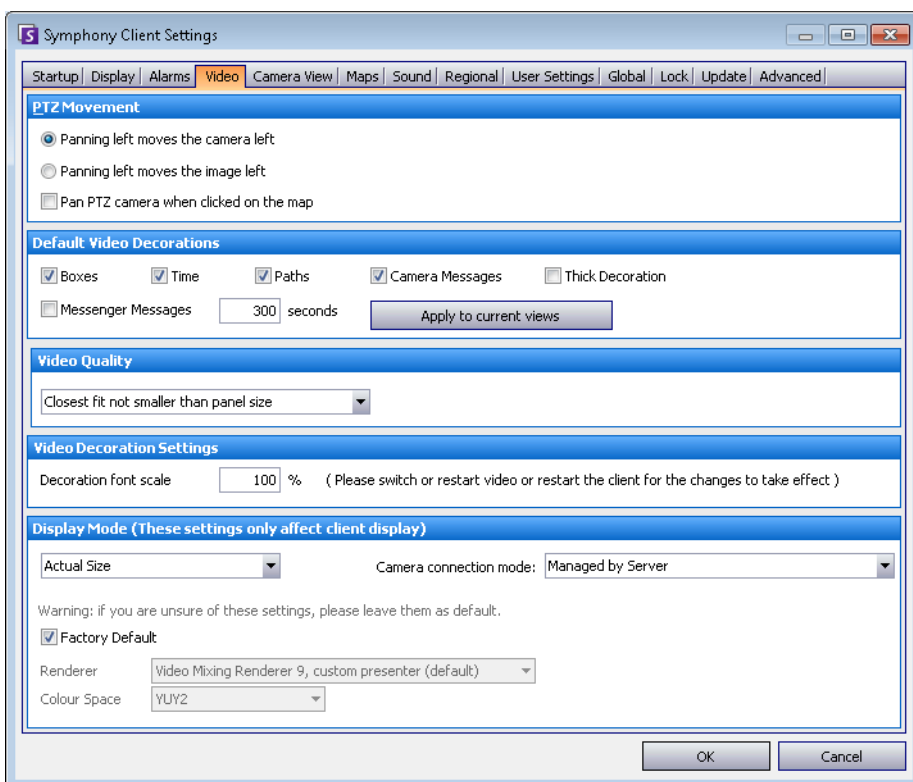 Symphony Client Settings
Startup Display Alarms Video Camera View Maps Sound Regional User Settings Global Lock Update Advanced
PTZ Movement
Panning left moves the camera left
Panning left moves the image left
Pan PTZ camera when clicked on the map
Default Video Decorations
Boxes Time Paths Camera Messages Thick Decoration
Messenger Messages 300 seconds Apply to current views
Video Quality
Closest fit not smaller than panel size
Video Decoration Settings
Decoration font scale 100 % ( Please switch or restart video or restart the client for the changes to take effect )
Display Mode (These settings only affect client display)
Actual Size Camera connection mode: Managed by Server
Warning: if you are unsure of these settings, please leave them as default.
Factory Default
Renderer Video Mixing Renderer 9, custom presenter (default)
Colour Space YUY2
OK Cancel